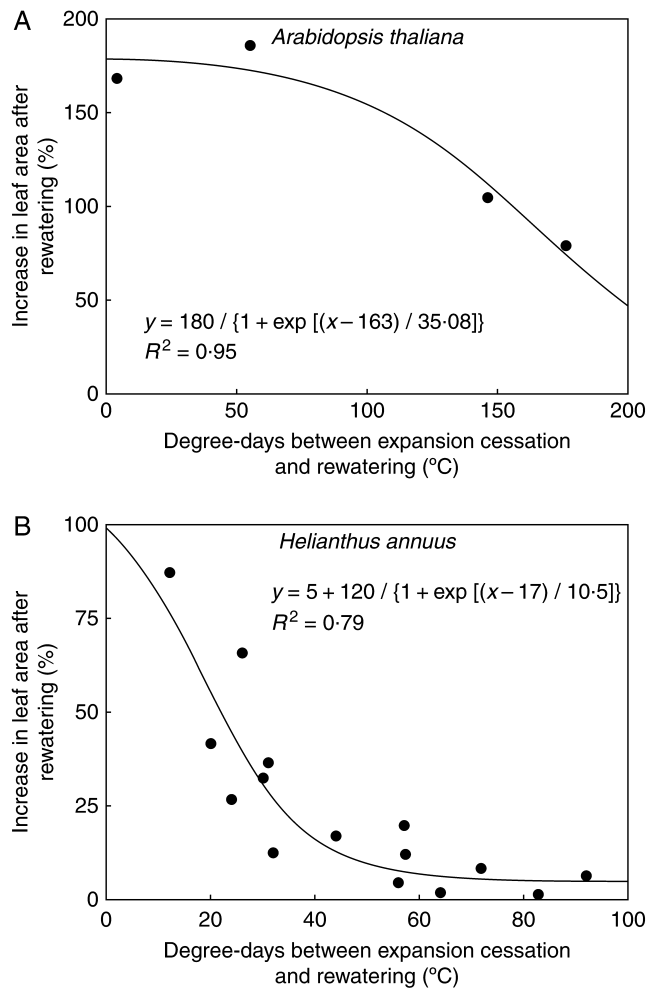 A
Arabidopsis thaliana
Increase in leaf area after
rewatering (%)
200
150
100
50
0
y = 180 / {1 + exp [(x – 163) / 35·08]}
R² = 0·95
0 50 100 150 200
Degree-days between expansion cessation
and rewatering (ºC)
B
Helianthus annuus
Increase in leaf area after
rewatering (%)
100
75
50
25
0
y = 5 + 120 / {1 + exp [(x – 17) / 10·5]}
R² = 0·79
0 20 40 60 80 100
Degree-days between expansion cessation
and rewatering (ºC)